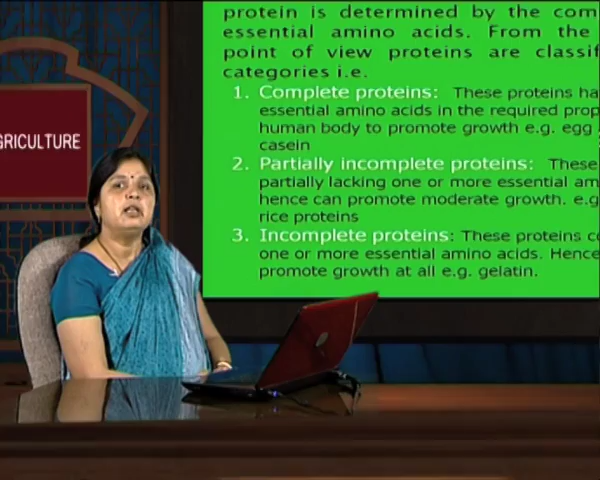 protein is determined by the com
essential amino acids. From the
point of view proteins are classif
categories i.e.
1. Complete proteins: These proteins ha
essential amino acids in the required prop
human body to promote growth e.g. egg
casein
2. Partially incomplete proteins: These
partially lacking one or more essential am
hence can promote moderate growth. e.g
rice proteins
3. Incomplete proteins: These proteins c
one or more essential amino acids. Hence
promote growth at all e.g. gelatin.
GRICULTURE